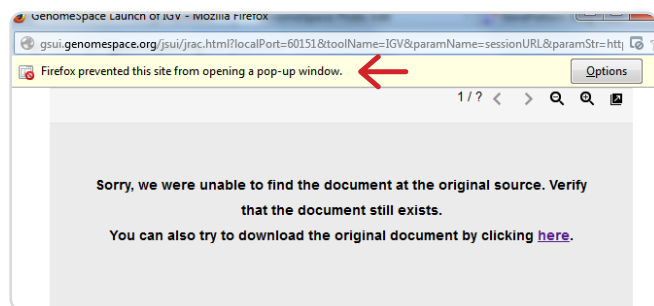 GenomeSpace Launch of IGV - Mozilla Firefox
gsui.genomespace.org/jsui/jrac.html?localPort=60151&toolName=IGV&paramName=sessionURL&paramStr=http
Firefox prevented this site from opening a pop-up window.
Options
1 / ?
Sorry, we were unable to find the document at the original source. Verify
that the document still exists.
You can also try to download the original document by clicking here.